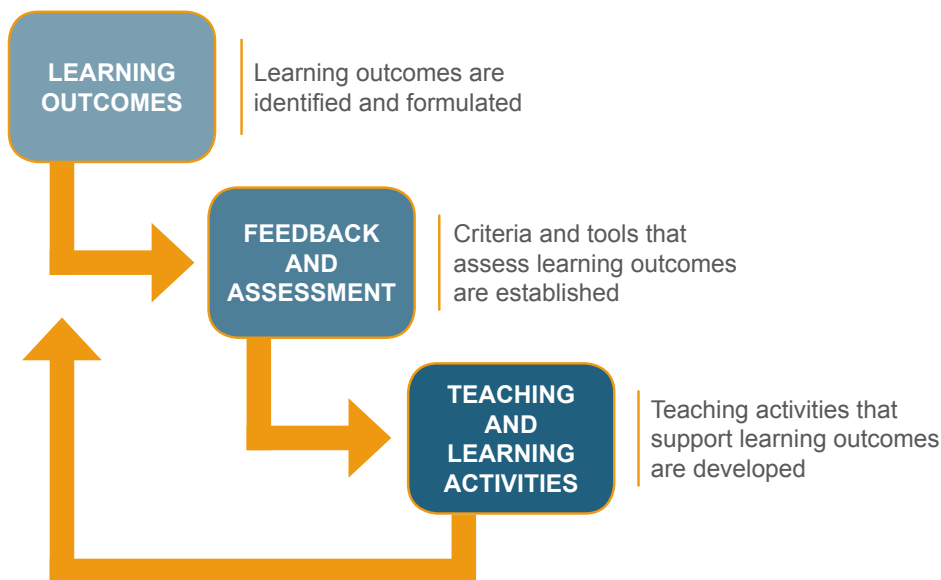 LEARNING
OUTCOMES
Learning outcomes are
identified and formulated
FEEDBACK
AND
ASSESSMENT
Criteria and tools that
assess learning outcomes
are established
TEACHING
AND
LEARNING
ACTIVITIES
Teaching activities that
support learning outcomes
are developed